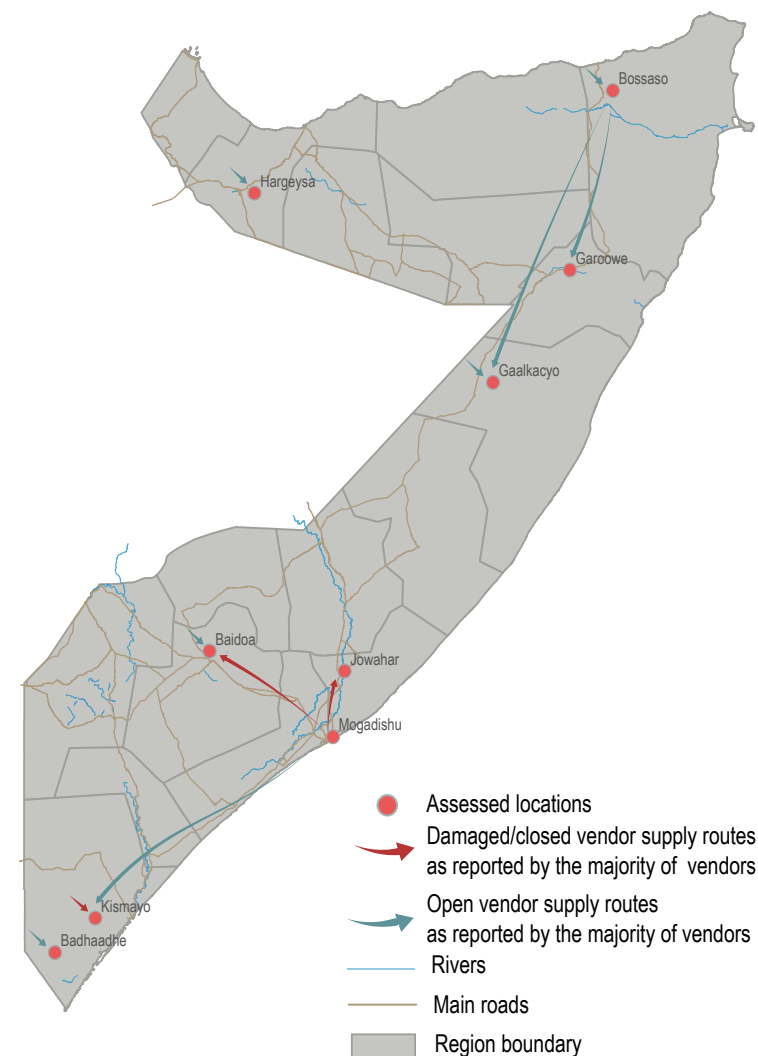 Bossaso
Hargeysa
Garoowe
Gaalkacyo
Baidoa
Jowahar
Mogadishu
Assessed locations
Damaged/closed vendor supply routes
as reported by the majority of vendors
Kismayo
Open vendor supply routes
as reported by the majority of vendors
Badhaadhe
Rivers
Main roads
Region boundary